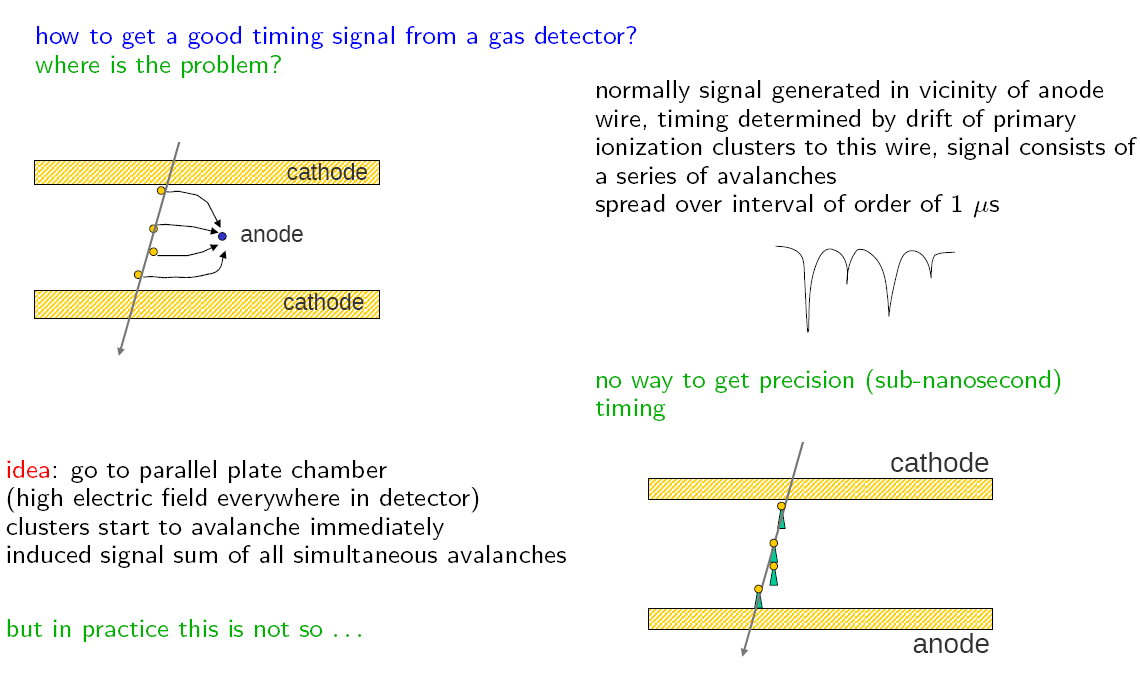 how to get a good timing signal from a gas detector?
where is the problem?
normally signal generated in vicinity of anode
wire, timing determined by drift of primary
ionization clusters to this wire, signal consists of
a series of avalanches
spread over interval of order of 1 μs
cathode
anode
cathode
no way to get precision (sub-nanosecond)
timing
idea: go to parallel plate chamber
(high electric field everywhere in detector)
clusters start to avalanche immediately
induced signal sum of all simultaneous avalanches
but in practice this is not so ...
cathode
anode